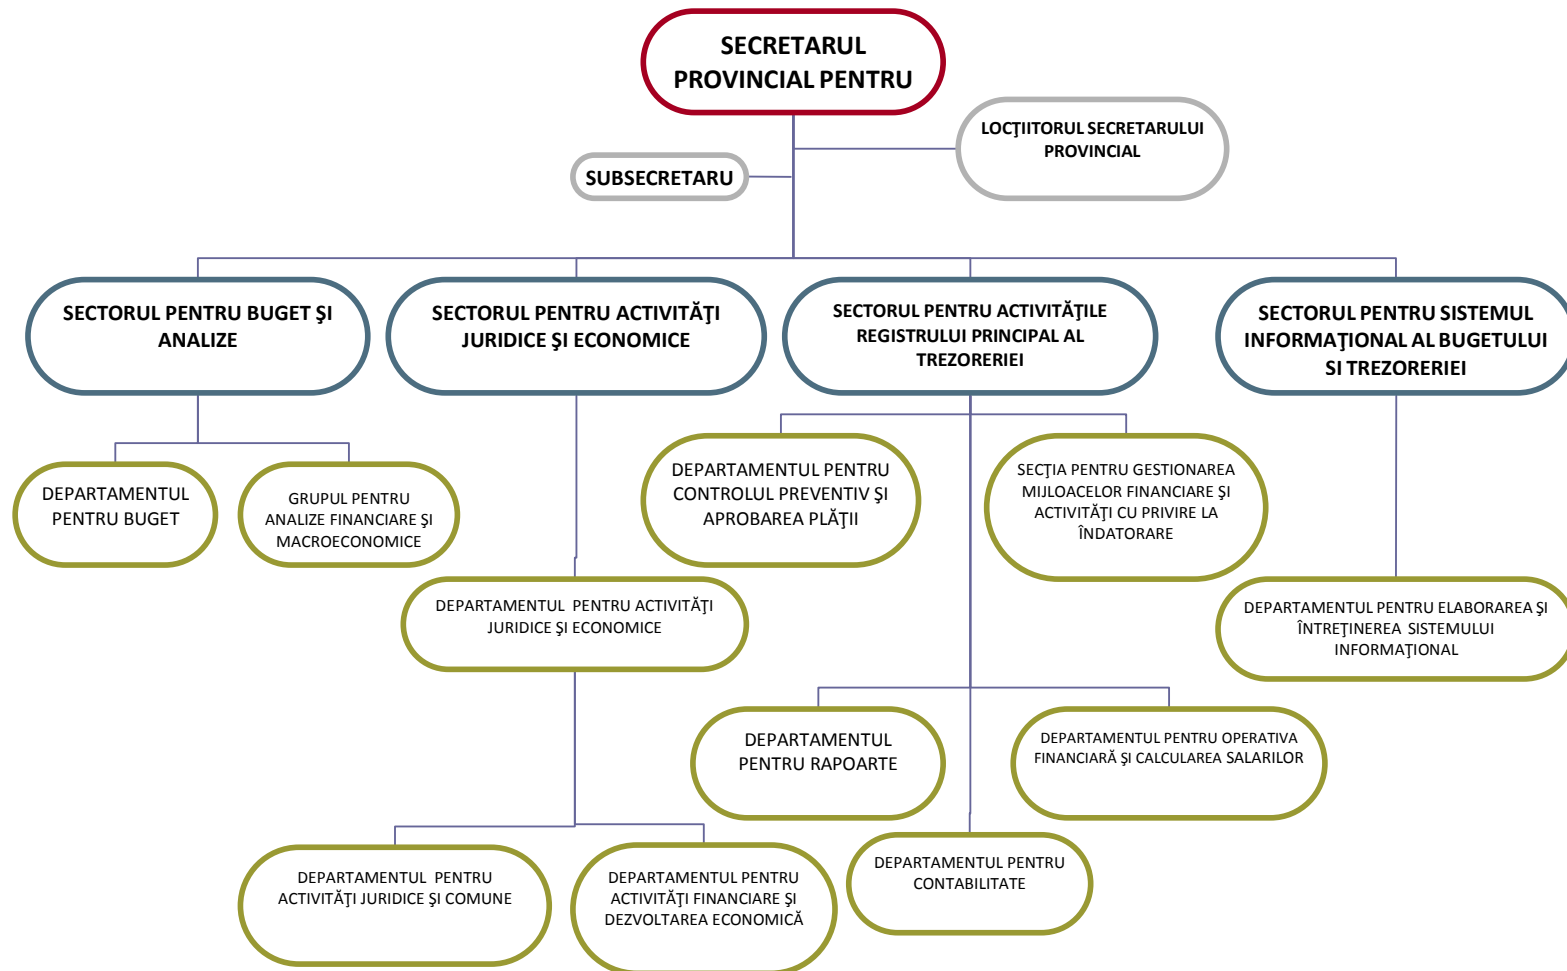 SECRETARUL
PROVINCIAL PENTRU
LOCŢIITORUL SECRETARULUI
PROVINCIAL
SUBSECRETARU
SECTORUL PENTRU BUGET ŞI
ANALIZE
SECTORUL PENTRU ACTIVITĂŢI
JURIDICE ŞI ECONOMICE
SECTORUL PENTRU ACTIVITĂŢILE
REGISTRULUI PRINCIPAL AL
TREZORERIEI
SECTORUL PENTRU SISTEMUL
INFORMAŢIONAL AL BUGETULUI
SI TREZORERIEI
DEPARTAMENTUL
PENTRU BUGET
GRUPUL PENTRU
ANALIZE FINANCIARE ŞI
MACROECONOMICE
DEPARTAMENTUL PENTRU
CONTROLUL PREVENTIV ŞI
APROBAREA PLĂŢII
SECŢIA PENTRU GESTIONAREA
MIJLOACELOR FINANCIARE ŞI
ACTIVITĂŢI CU PRIVIRE LA
ÎNDATORARE
DEPARTAMENTUL PENTRU ACTIVITĂŢI
JURIDICE ŞI ECONOMICE
DEPARTAMENTUL PENTRU ELABORAREA ŞI
ÎNTREŢINEREA SISTEMULUI
INFORMAŢIONAL
DEPARTAMENTUL
PENTRU RAPOARTE
DEPARTAMENTUL PENTRU OPERATIVA
FINANCIARĂ ŞI CALCULAREA SALARILOR
DEPARTAMENTUL PENTRU
ACTIVITĂŢI JURIDICE ŞI COMUNE
DEPARTAMENTUL PENTRU
ACTIVITĂŢI FINANCIARE ŞI
DEZVOLTAREA ECONOMICĂ
DEPARTAMENTUL PENTRU
CONTABILITATE